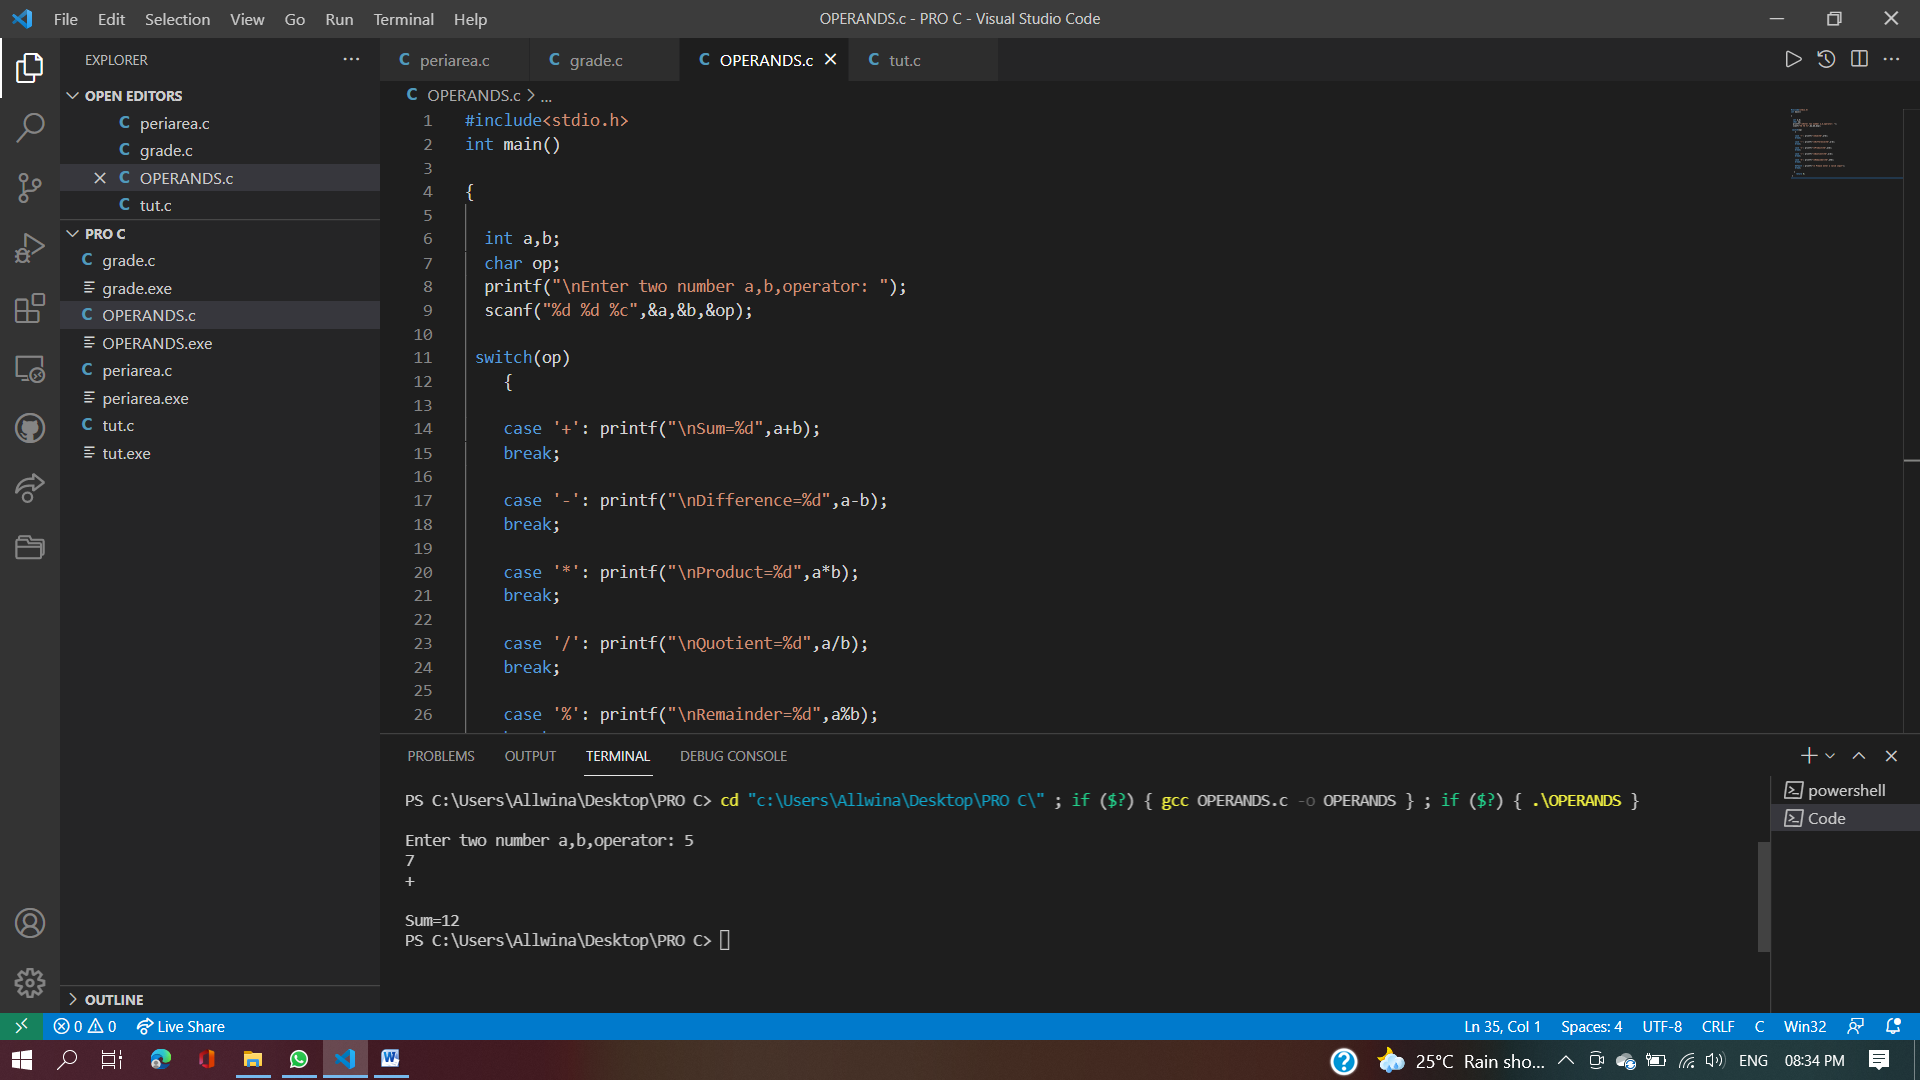 File Edit Selection View Go Run Terminal Help
OPERANDS.c - PRO C - Visual Studio Code
EXPLORER
OPEN EDITORS
C periarea.c
C grade.c
C OPERANDS.c
C tut.c
PRO C
C grade.c
grade.exe
C OPERANDS.c
OPERANDS.exe
C periarea.c
periarea.exe
C tut.c
tut.exe
OUTLINE
C periarea.c C grade.c C OPERANDS.c C tut.c
C OPERANDS.c > ...
1 #include<stdio.h>
2 int main()
3
4 {
5
6 int a,b;
7 char op;
8 printf("\nEnter two number a,b,operator: ");
9 scanf("%d %d %c",&a,&b,&op);
10
11 switch(op)
12 {
13
14 case '+': printf("\nSum=%d",a+b);
15 break;
16
17 case '-': printf("\nDifference=%d",a-b);
18 break;
19
20 case '*': printf("\nProduct=%d",a*b);
21 break;
22
23 case '/': printf("\nQuotient=%d",a/b);
24 break;
25
26 case '%': printf("\nRemainder=%d",a%b);
PROBLEMS OUTPUT TERMINAL DEBUG CONSOLE
PS C:\Users\Allwina\Desktop\PRO C> cd "c:\Users\Allwina\Desktop\PRO C\" ; if ($?) { gcc OPERANDS.c -o OPERANDS } ; if ($?) { .\OPERANDS }
Enter two number a,b,operator: 5
7
+
Sum=12
PS C:\Users\Allwina\Desktop\PRO C>
powershell
Code
0 0 Live Share
Ln 35, Col 1 Spaces: 4 UTF-8 CRLF C Win32
25°C Rain sho... ENG 08:34 PM